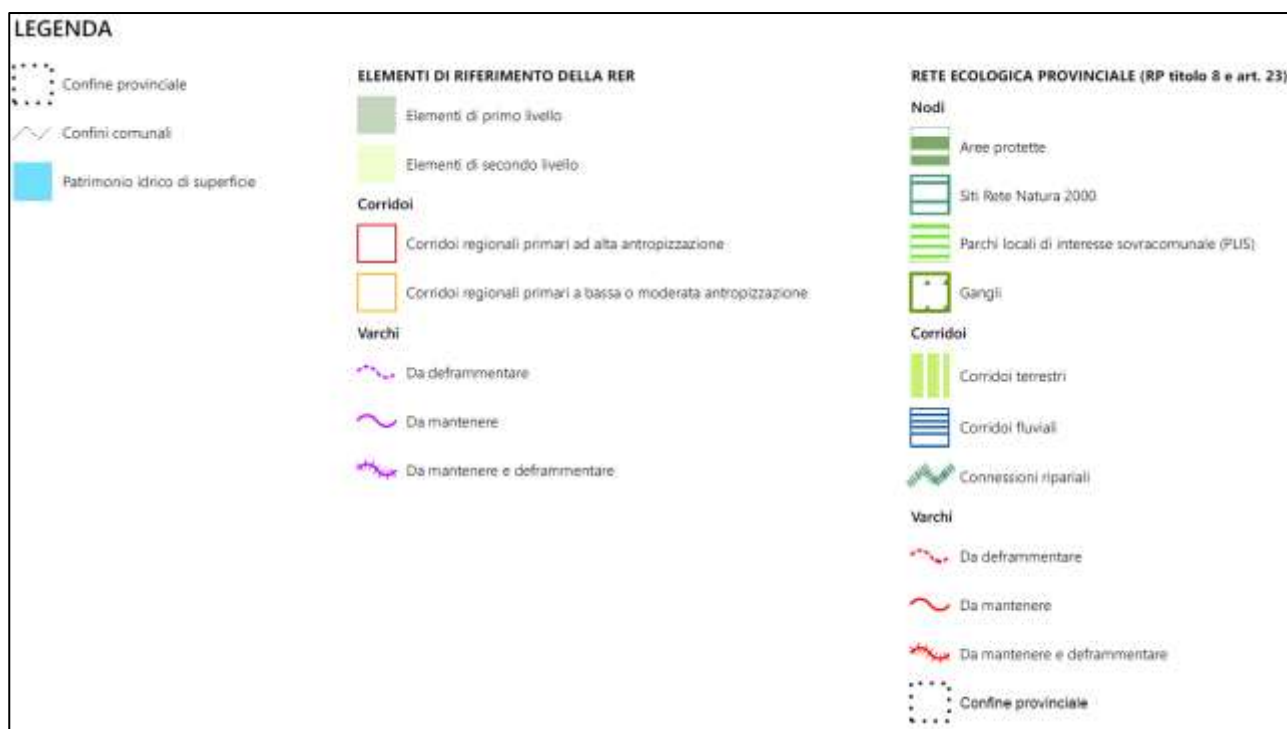 LEGENDA
Confine provinciale
Confini comunali
Patrimonio idrico di superficie
ELEMENTI DI RIFERIMENTO DELLA RER
Elementi di primo livello
Elementi di secondo livello
Corridoi
Corridoi regionali primari ad alta antropizzazione
Corridoi regionali primari a bassa o moderata antropizzazione
Varchi
Da deframmentare
Da mantenere
Da mantenere e deframmentare
RETE ECOLOGICA PROVINCIALE (RP titolo 8 e art. 23)
Nodi
Aree protette
Siti Rete Natura 2000
Parchi locali di interesse sovracomunale (PLIS)
Gangli
Corridoi
Corridoi terrestri
Corridoi fluviali
Connessioni ripariali
Varchi
Da deframmentare
Da mantenere
Da mantenere e deframmentare
Confine provinciale